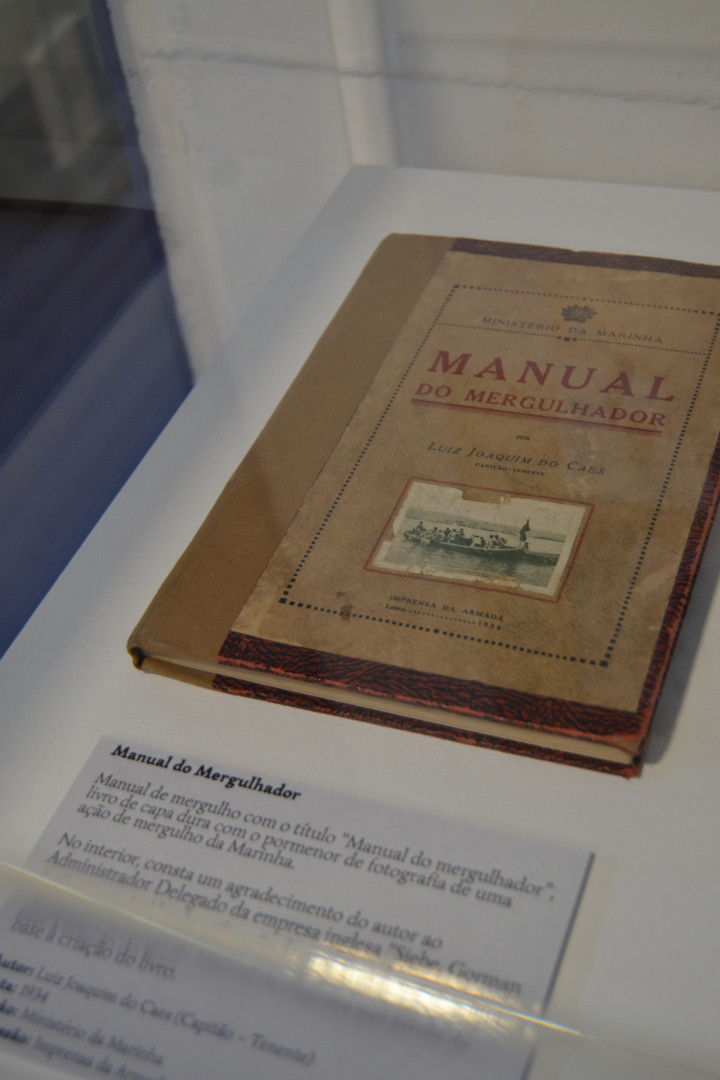 MINISTÉRIO DA MARINHA
MANUAL
DO MERGULHADOR
POR
LUIZ JOAQUIM DO CAES
CAPITÃO-TENENTE
IMPRENSA DA ARMADA
LISBOA 1934
Manual do Mergulhador
Manual de mergulho com o título "Manual do mergulhador",
livro de capa dura com o pormenor de fotografia de uma
ação de mergulho da Marinha.
No interior, consta um agradecimento do autor ao
Administrador Delegado da empresa inglesa, "Siebe, Gorman
base à criação do livro.
Autor: Luiz Joaquim do Caes (Capitão - Tenente)
1934
Ministério da Marinha
Imprensa da